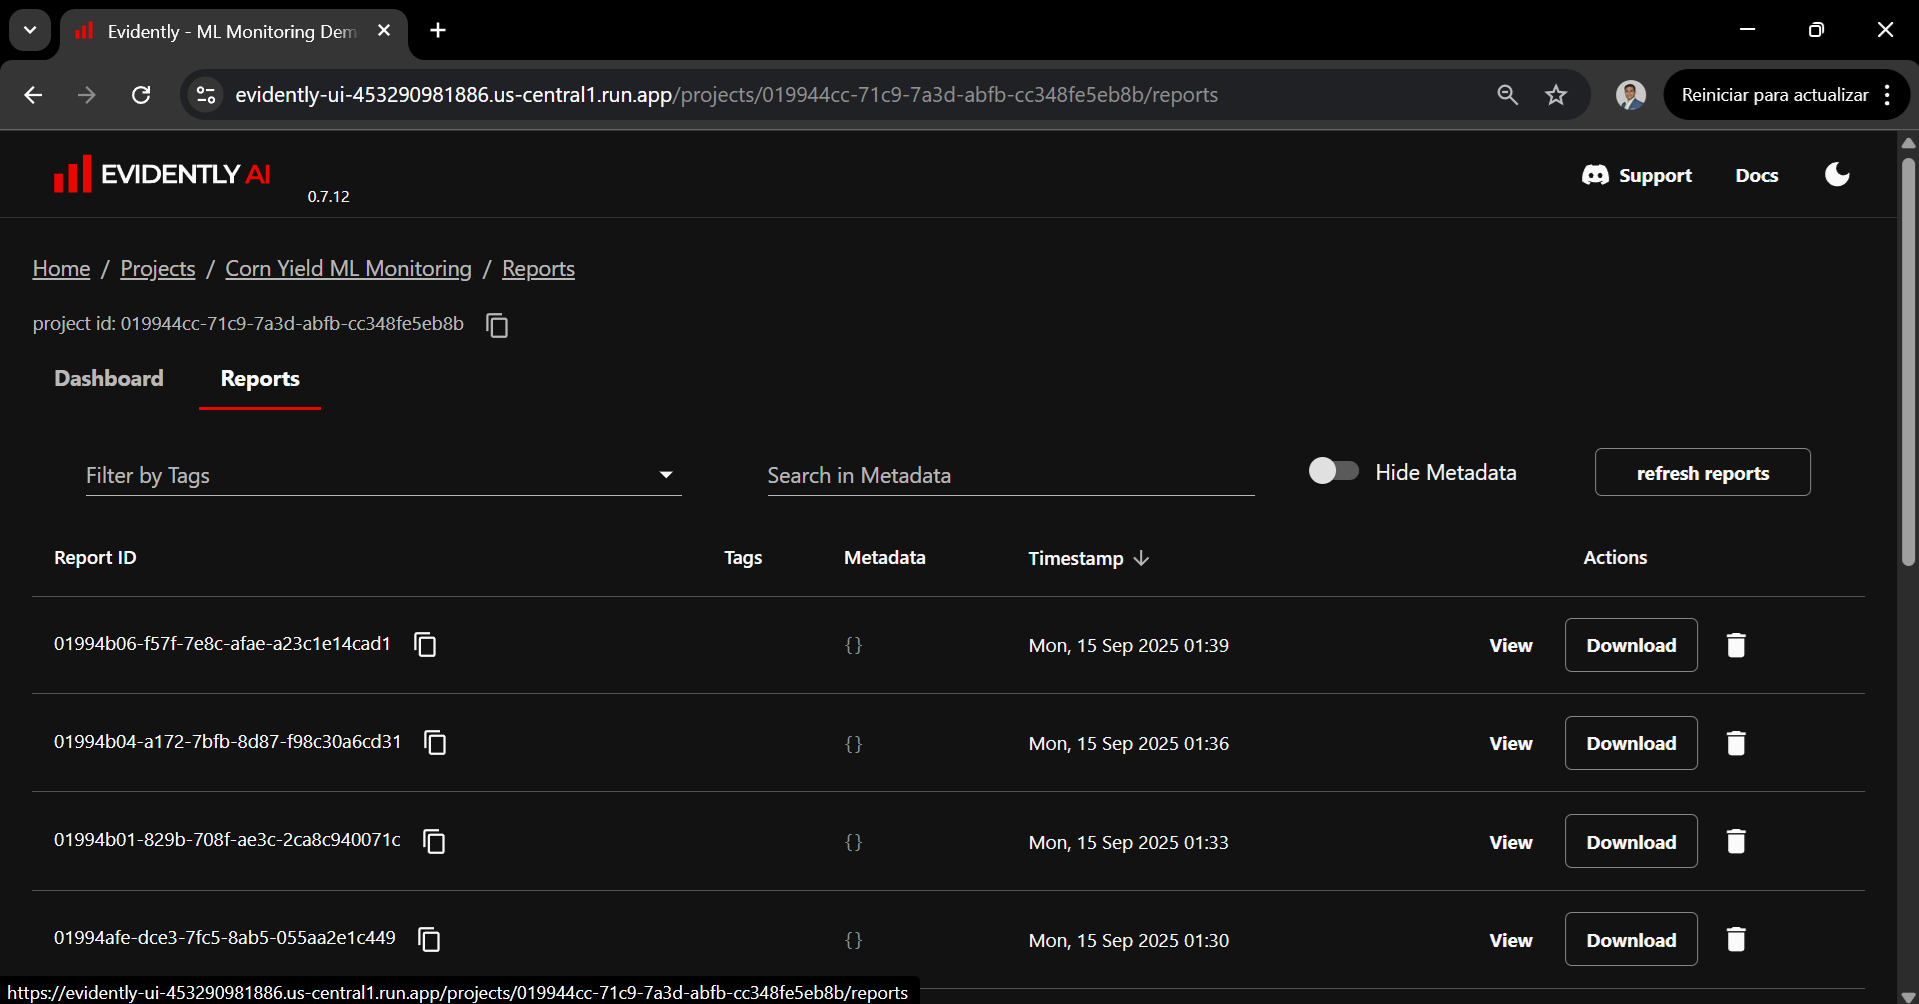 Evidently - ML Monitoring Dem
evidently-ui-453290981886.us-central1.run.app/projects/019944cc-71c9-7a3d-abfb-cc348fe5eb8b/reports
Reiniciar para actualizar
EVIDENTLY AI
0.7.12
Support
Docs
Home / Projects / Corn Yield ML Monitoring / Reports
project id: 019944cc-71c9-7a3d-abfb-cc348fe5eb8b
Dashboard
Reports
Filter by Tags
Search in Metadata
Hide Metadata
refresh reports
Report ID Tags Metadata Timestamp Actions
01994b06-f57f-7e8c-afae-a23c1e14cad1 {} Mon, 15 Sep 2025 01:39 View Download
01994b04-a172-7bfb-8d87-f98c30a6cd31 {} Mon, 15 Sep 2025 01:36 View Download
01994b01-829b-708f-ae3c-2ca8c940071c {} Mon, 15 Sep 2025 01:33 View Download
01994afe-dce3-7fc5-8ab5-055aa2e1c449 {} Mon, 15 Sep 2025 01:30 View Download
https://evidently-ui-453290981886.us-central1.run.app/projects/019944cc-71c9-7a3d-abfb-cc348fe5eb8b/reports